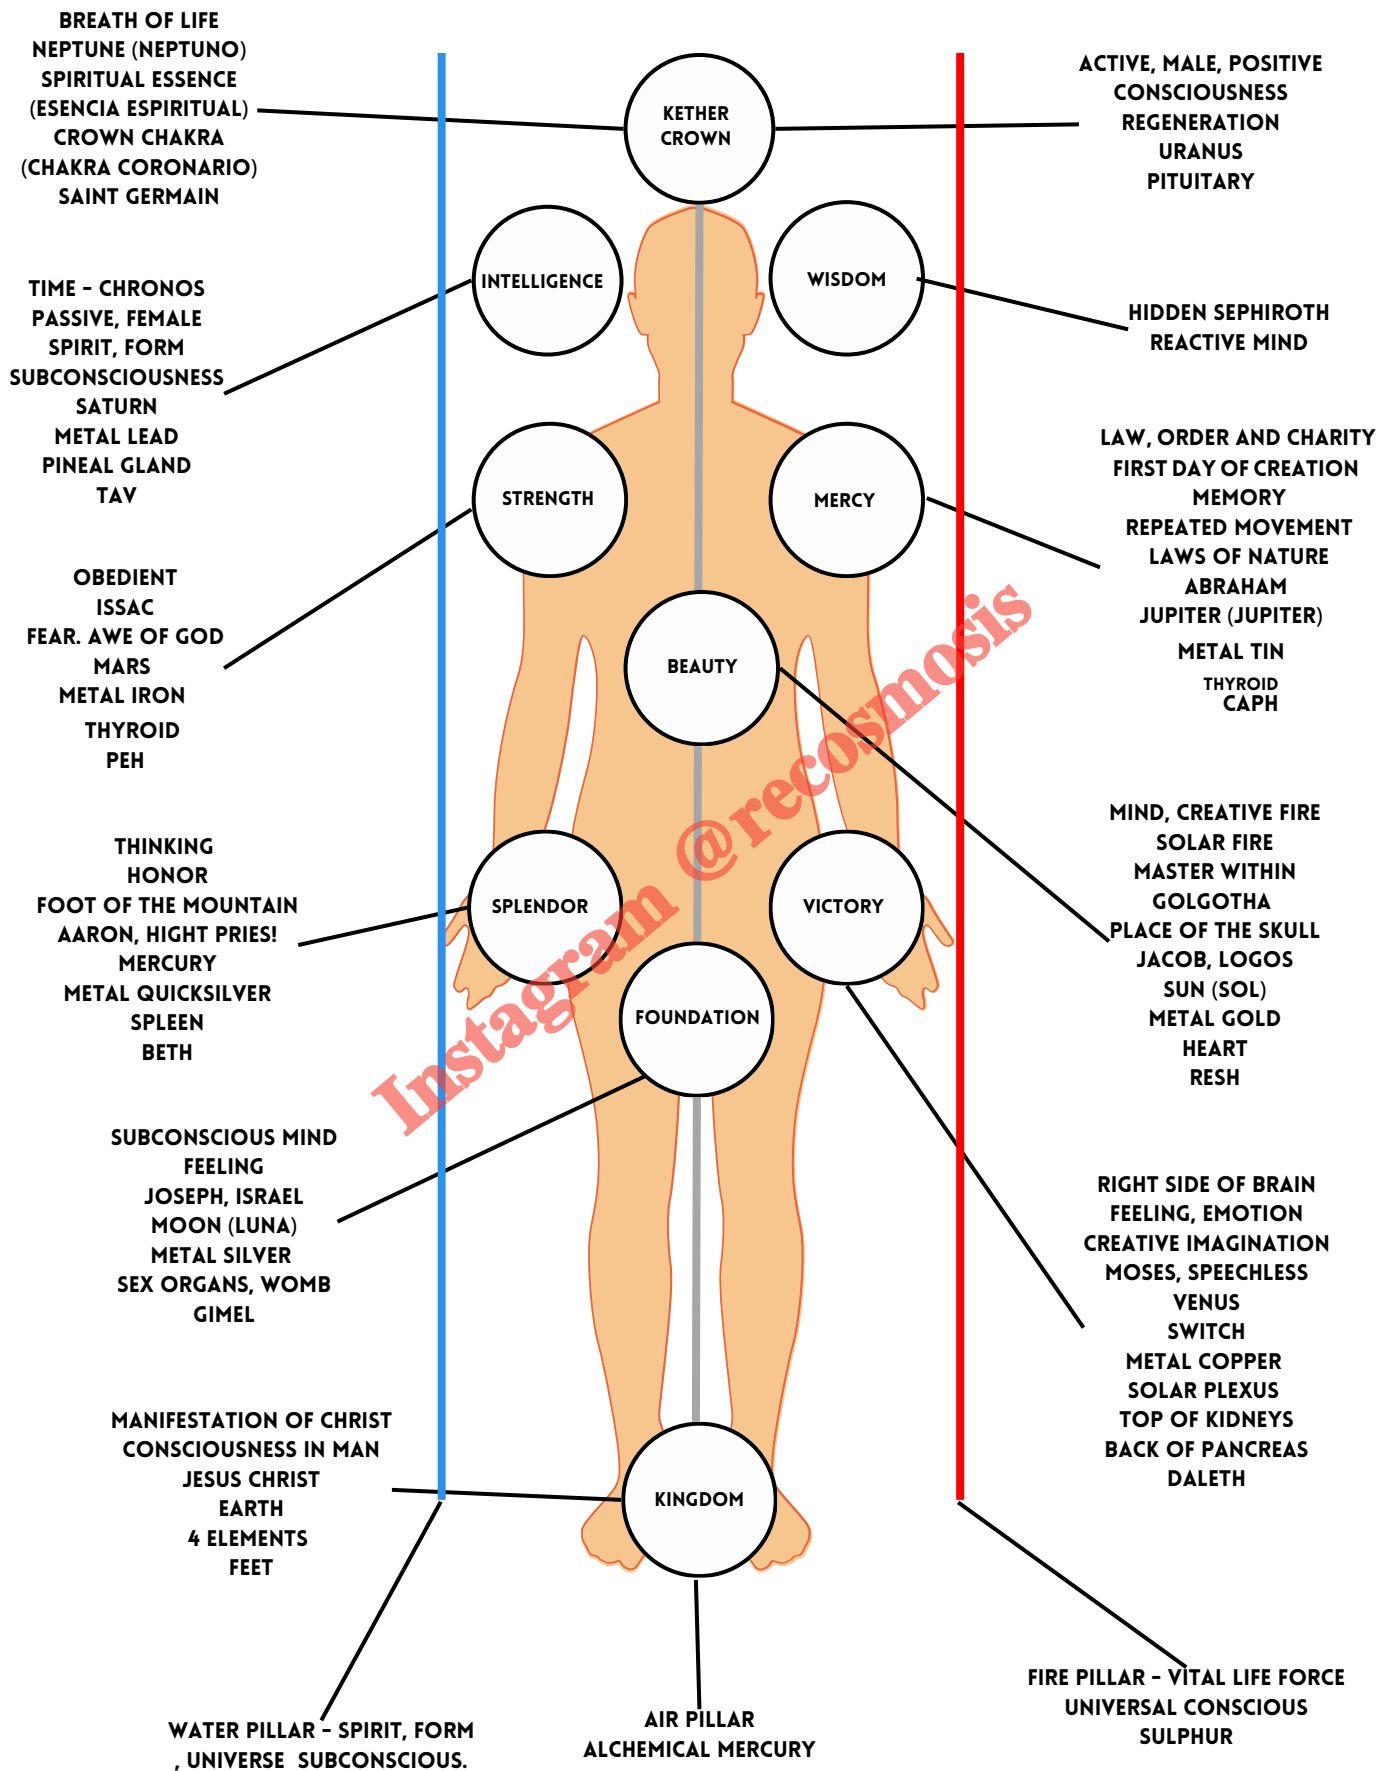 BREATH OF LIFE
NEPTUNE (NEPTUNO)
SPIRITUAL ESSENCE
(ESENCIA ESPIRITUAL)
CROWN CHAKRA
(CHAKRA CORONARIO)
SAINT GERMAIN
KETHER
CROWN
ACTIVE, MALE, POSITIVE
CONSCIOUSNESS
REGENERATION
URANUS
PITUITARY
INTELLIGENCE
WISDOM
TIME - CHRONOS
PASSIVE, FEMALE
SPIRIT, FORM
SUBCONSCIOUSNESS
SATURN
METAL LEAD
PINEAL GLAND
TAV
HIDDEN SEPHIROTH
REACTIVE MIND
STRENGTH
MERCY
LAW, ORDER AND CHARITY
FIRST DAY OF CREATION
MEMORY
REPEATED MOVEMENT
LAWS OF NATURE
ABRAHAM
JUPITER (JUPITER)
METAL TIN
THYROID
CAPH
OBEDIENT
ISSAC
FEAR. AWE OF GOD
MARS
METAL IRON
THYROID
PEH
BEAUTY
MIND, CREATIVE FIRE
SOLAR FIRE
MASTER WITHIN
GOLGOTHA
PLACE OF THE SKULL
JACOB, LOGOS
SUN (SOL)
METAL GOLD
HEART
RESH
THINKING
HONOR
FOOT OF THE MOUNTAIN
AARON, HIGHT PRIES!
MERCURY
METAL QUICKSILVER
SPLEEN
BETH
SPLENDOR
VICTORY
FOUNDATION
Instagram @recosmosis
SUBCONSCIOUS MIND
FEELING
JOSEPH, ISRAEL
MOON (LUNA)
METAL SILVER
SEX ORGANS, WOMB
GIMEL
RIGHT SIDE OF BRAIN
FEELING, EMOTION
CREATIVE IMAGINATION
MOSES, SPEECHLESS
VENUS
SWITCH
METAL COPPER
SOLAR PLEXUS
TOP OF KIDNEYS
BACK OF PANCREAS
DALETH
MANIFESTATION OF CHRIST
CONSCIOUSNESS IN MAN
JESUS CHRIST
EARTH
4 ELEMENTS
FEET
KINGDOM
WATER PILLAR - SPIRIT, FORM
, UNIVERSE SUBCONSCIOUS.
AIR PILLAR
ALCHEMICAL MERCURY
FIRE PILLAR - VITAL LIFE FORCE
UNIVERSAL CONSCIOUS
SULPHUR